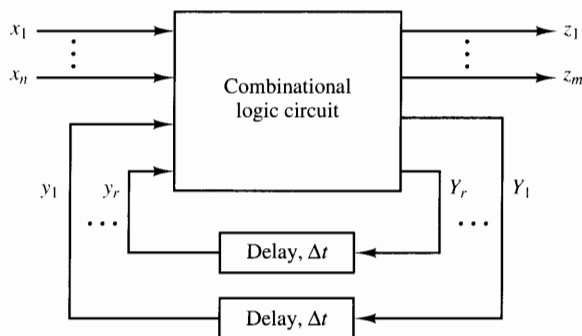 x₁ z₁
⋮ ⋮
xₙ zₘ
Combinational
logic circuit
y₁ yᵣ Yᵣ Y₁
... ...
Delay, Δt
Delay, Δt